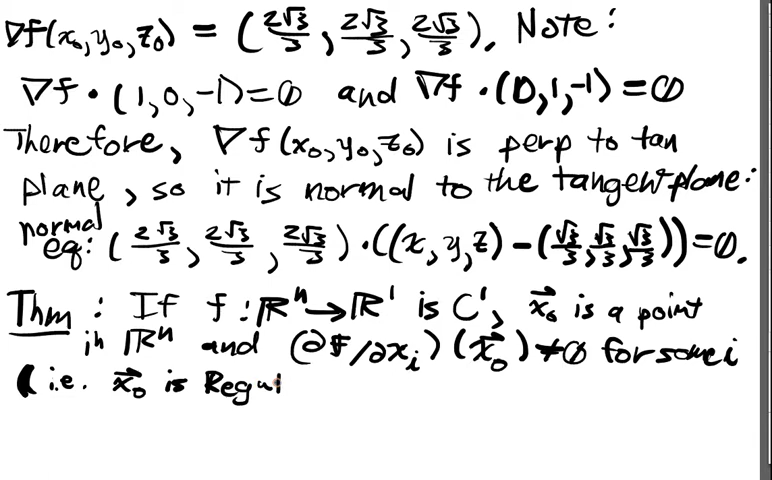 ∇f(x₀,y₀,z₀) = (2√3/3, 2√3/3, 2√3/3). Note:
∇f · (1,0,-1)=0 and ∇f · (0,1,-1)=0
Therefore, ∇f(x₀,y₀,z₀) is perp to tan
plane, so it is normal to the tangent plane:
normal
eq: (2√3/3, 2√3/3, 2√3/3) · ((x,y,z) - (√3/3, √3/3, √3/3))=0.
Thm: If f: ℝⁿ→ℝ¹ is C¹, x⃗₀ is a point
in ℝⁿ and (∂f/∂xᵢ)(x⃗₀) ≠0 for some i
(i.e. x⃗₀ is Regu